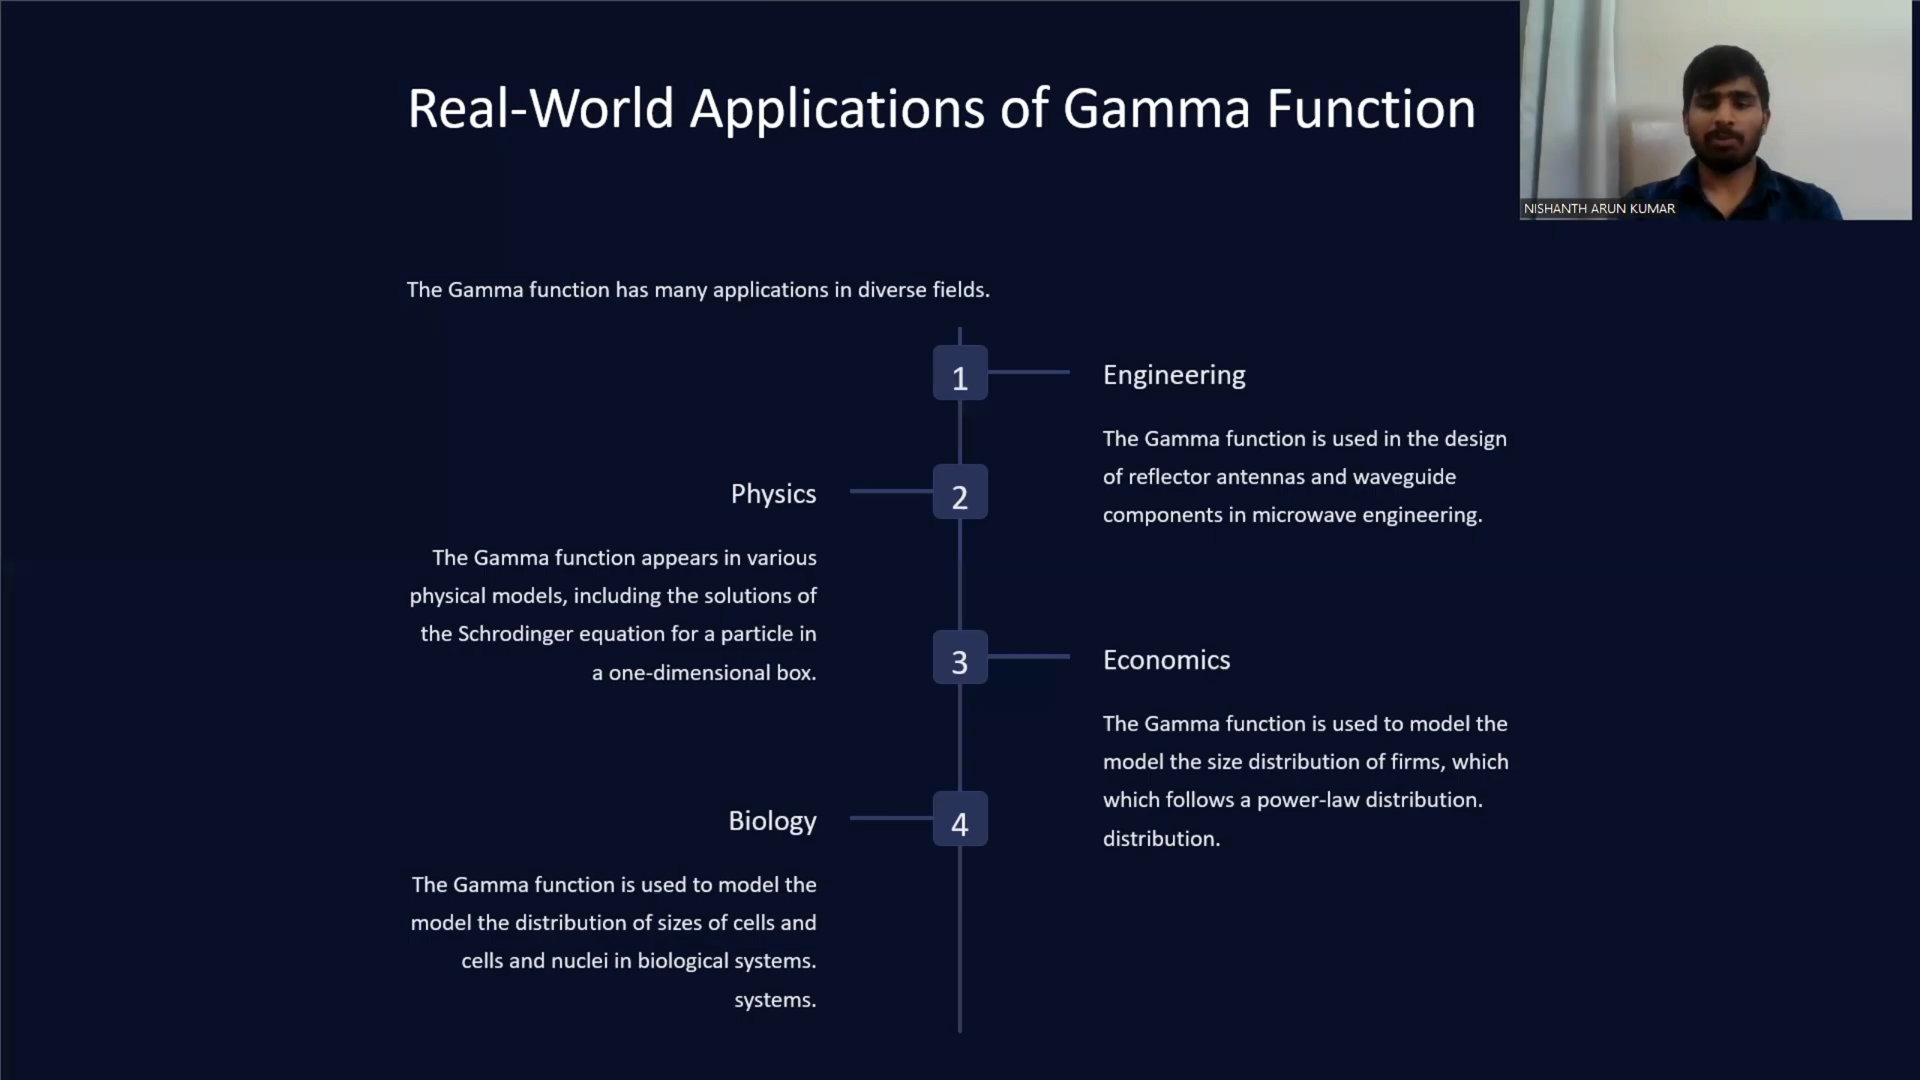 Real-World Applications of Gamma Function
NISHANTH ARUN KUMAR
The Gamma function has many applications in diverse fields.
1
Engineering
The Gamma function is used in the design
of reflector antennas and waveguide
components in microwave engineering.
2
Physics
The Gamma function appears in various
physical models, including the solutions of
the Schrodinger equation for a particle in
a one-dimensional box.
3
Economics
The Gamma function is used to model the
model the size distribution of firms, which
which follows a power-law distribution.
distribution.
4
Biology
The Gamma function is used to model the
model the distribution of sizes of cells and
cells and nuclei in biological systems.
systems.